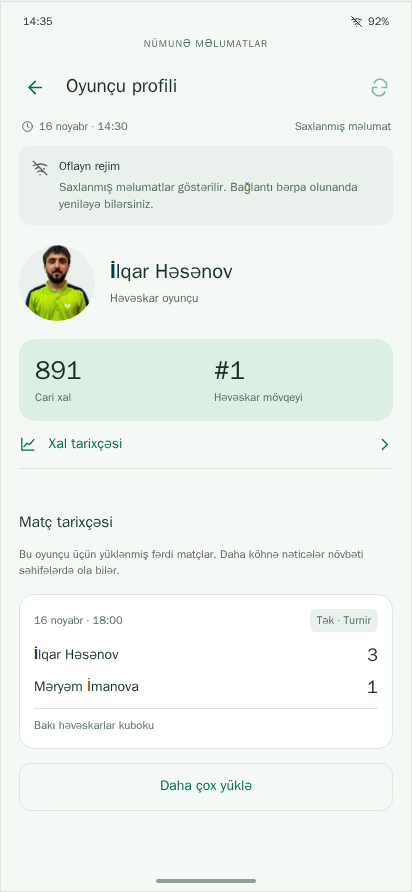 14:35
92%
NÜMUNƏ MƏLUMATLAR
Oyunçu profili
16 noyabr · 14:30
Saxlanmış məlumat
Oflayn rejim
Saxlanmış məlumatlar göstərilir. Bağlantı bərpa olunanda
yeniləyə bilərsiniz.
İlqar Həsənov
Həvəskar oyunçu
891
#1
Cari xal
Həvəskar mövqeyi
Xal tarixçəsi
Matç tarixçəsi
Bu oyunçu üçün yüklənmiş fərdi matçlar. Daha köhnə nəticələr növbəti
səhifələrdə ola bilər.
16 noyabr · 18:00
Tək · Turnir
İlqar Həsənov
3
Məryəm İmanova
1
Bakı həvəskarlar kuboku
Daha çox yüklə